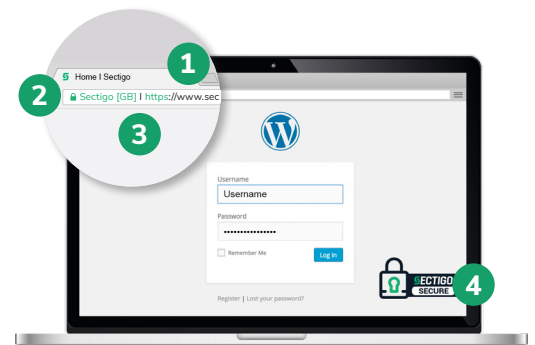 1
Home I Sectigo
2
Sectigo [GB] I https://www.sec
3
W
Username
Username
Password
Remember Me
Log In
SECTIGO
SECURE
4
Register | Lost your password?